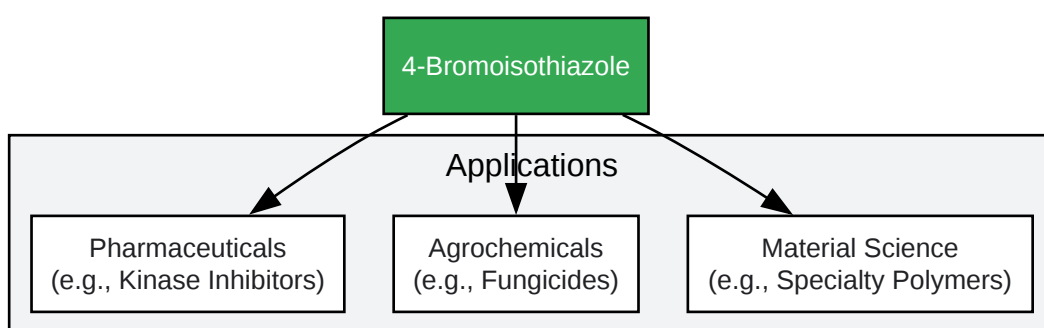 4-Bromoisothiazole
Applications
Pharmaceuticals
(e.g., Kinase Inhibitors)
Agrochemicals
(e.g., Fungicides)
Material Science
(e.g., Specialty Polymers)